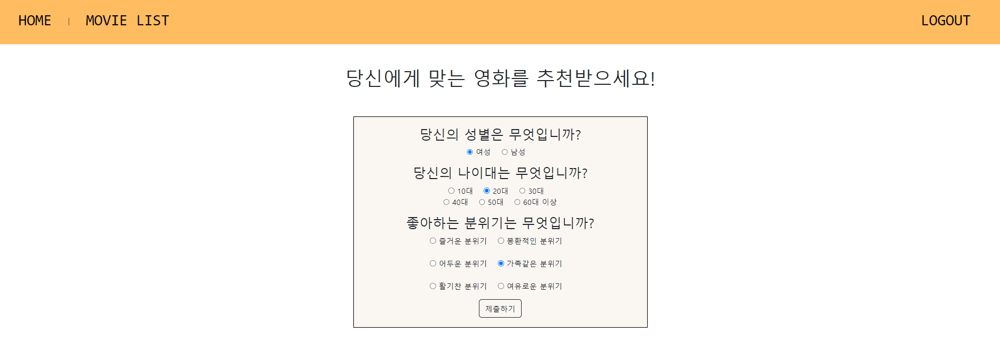 HOME | MOVIE LIST LOGOUT
당신에게 맞는 영화를 추천받으세요!
당신의 성별은 무엇입니까?
여성 남성
당신의 나이대는 무엇입니까?
10대 20대 30대
40대 50대 60대 이상
좋아하는 분위기는 무엇입니까?
즐거운 분위기 몽환적인 분위기
어두운 분위기 가족같은 분위기
활기찬 분위기 여유로운 분위기
제출하기